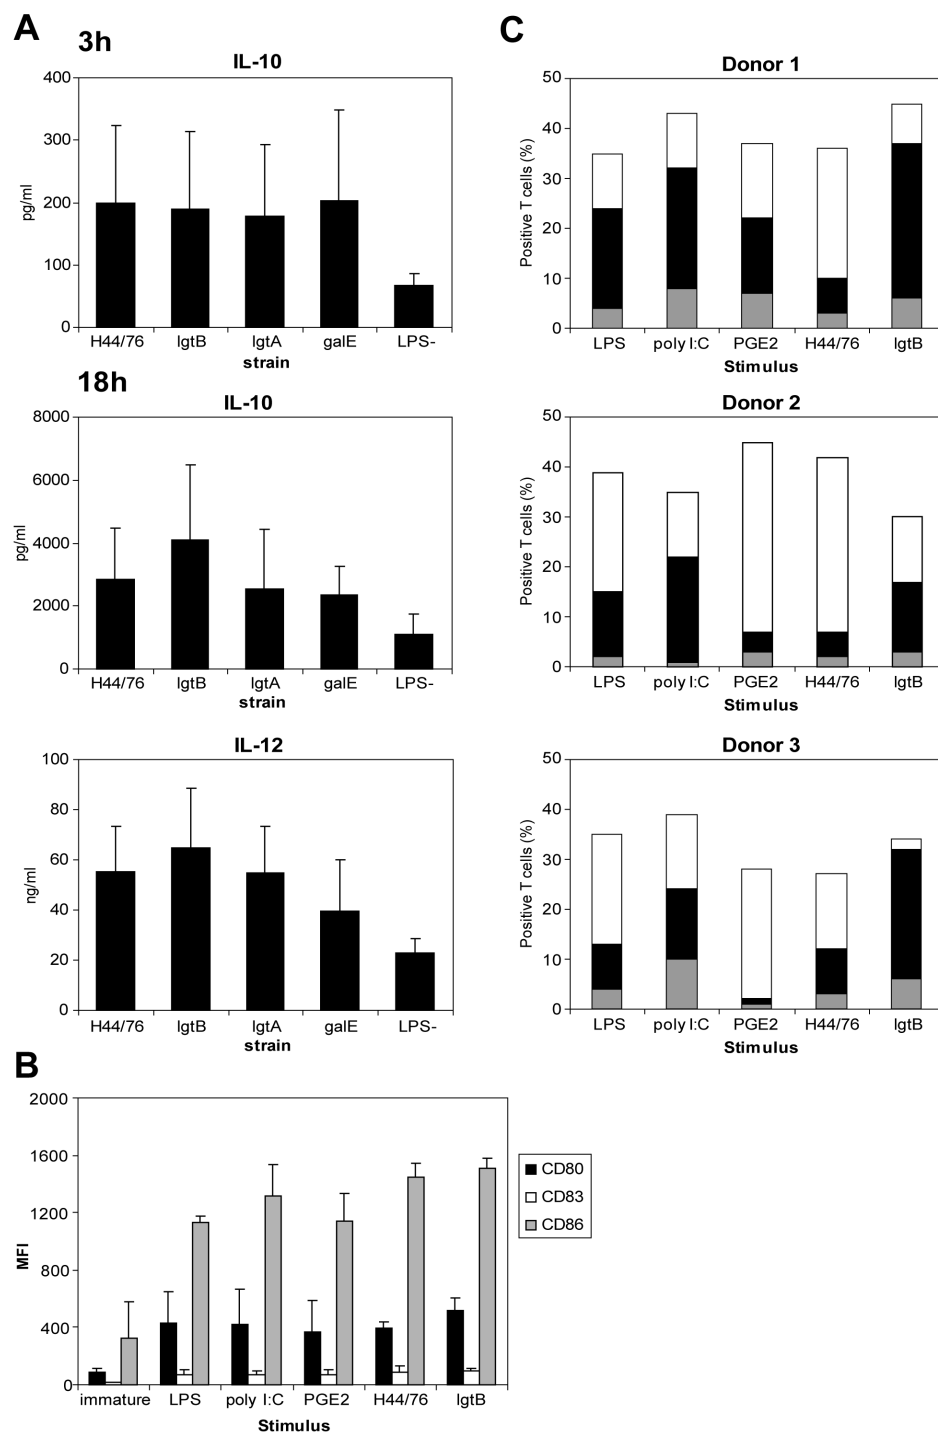 A
3h
IL-10
400
300
200
100
0
pg/ml
H44/76 lgtB lgtA galE LPS-
strain
18h
IL-10
8000
6000
4000
2000
0
pg/ml
H44/76 lgtB lgtA galE LPS-
strain
IL-12
100
80
60
40
20
0
ng/ml
H44/76 lgtB lgtA galE LPS-
strain
B
2000
1600
1200
800
400
0
MFI
immature LPS poly I:C PGE2 H44/76 lgtB
Stimulus
CD80
CD83
CD86
C
Donor 1
50
40
30
20
10
0
Positive T cells (%)
LPS poly I:C PGE2 H44/76 lgtB
Stimulus
Donor 2
50
40
30
20
10
0
Positive T cells (%)
LPS poly I:C PGE2 H44/76 lgtB
Stimulus
Donor 3
50
40
30
20
10
0
Positive T cells (%)
LPS poly I:C PGE2 H44/76 lgtB
Stimulus